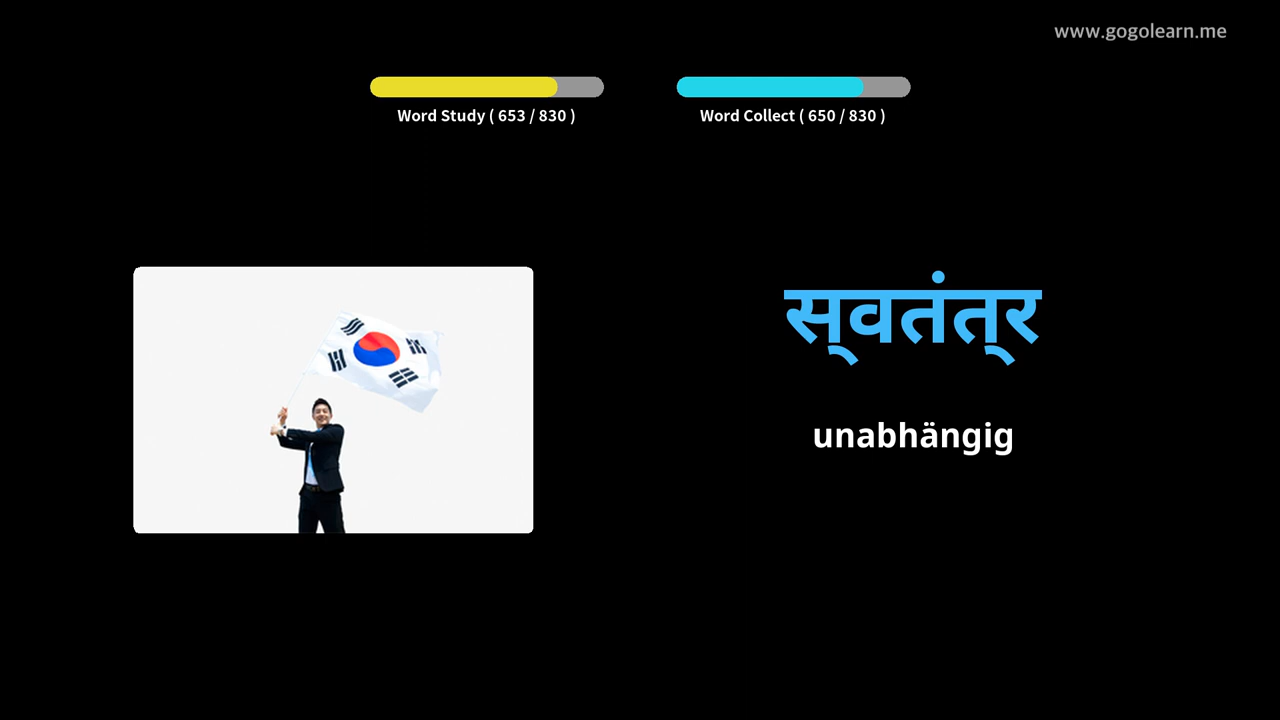 www.gogolearn.me
Word Study ( 653 / 830 )
Word Collect ( 650 / 830 )
स्वतंत्र
unabhängig